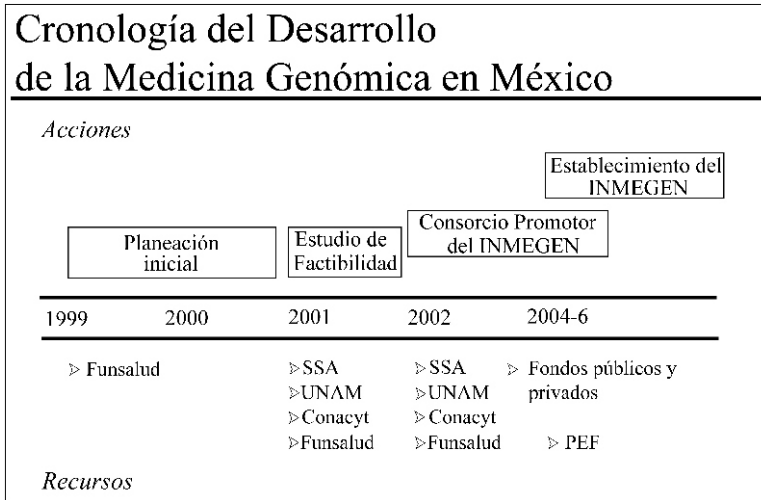 Cronología del Desarrollo
de la Medicina Genómica en México
Acciones
Establecimiento del
INMEGEN
Consorcio Promotor
del INMEGEN
Planeación
inicial
Estudio de
Factibilidad
1999 2000 2001 2002 2004-6
Funsalud
SSA
UNAM
Conacyt
Funsalud
SSA
UNAM
Conacyt
Funsalud
Fondos públicos y
privados
PEF
Recursos